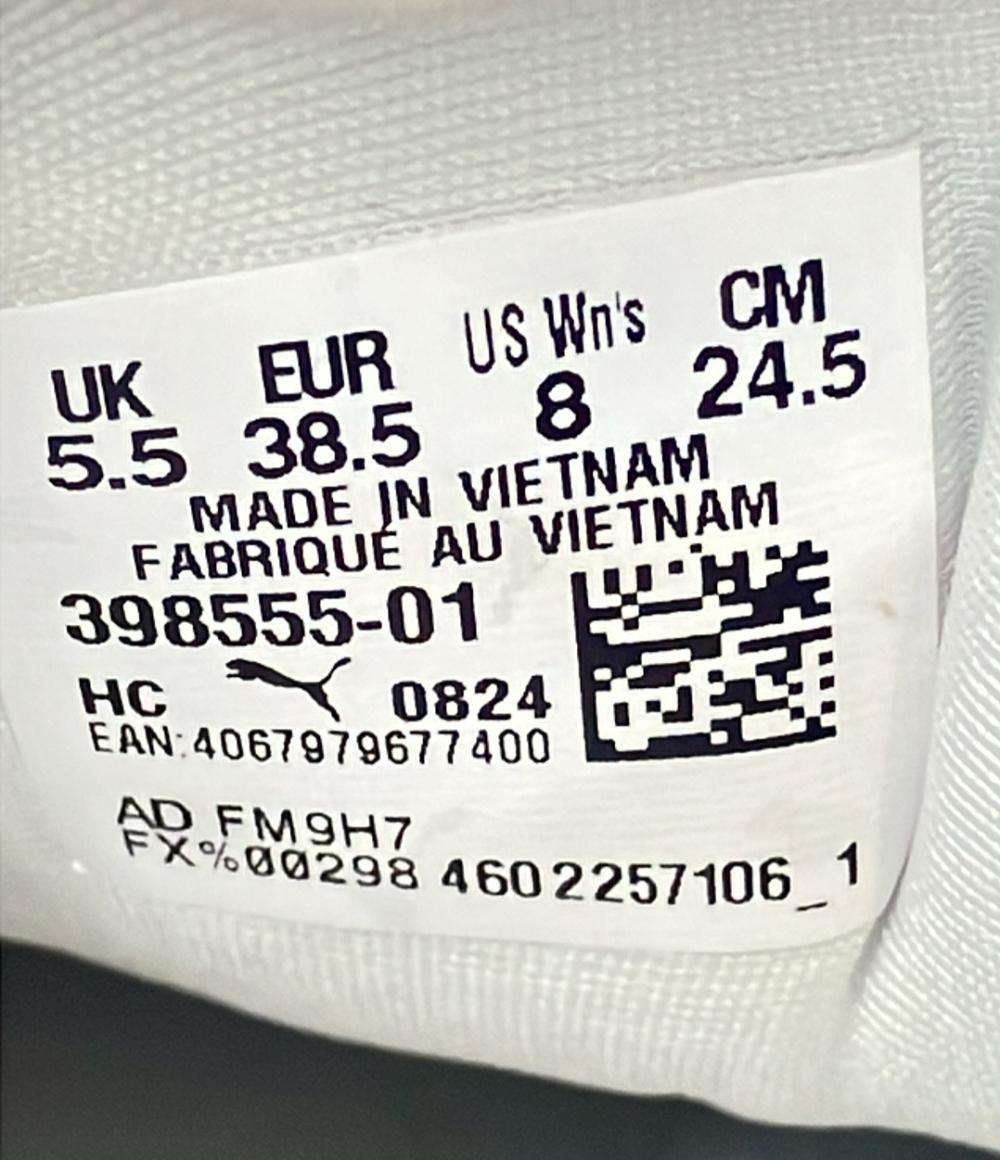 UK EUR US Wn's CM
5.5 38.5 8 24.5
MADE IN VIETNAM
FABRIQUÉ AU VIETNAM
398555-01
HC 0824
EAN:4067979677400
AD FM9H7
FX%00298 4602257106_1